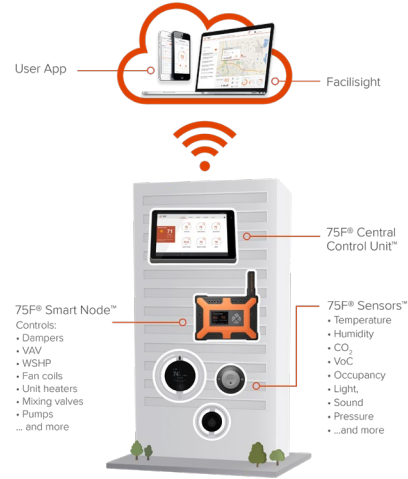 User App
Facilisight
75F® Central
Control Unit™
75F® Smart Node™
Controls:
• Dampers
• VAV
• WSHP
• Fan coils
• Unit heaters
• Mixing valves
• Pumps
... and more
75F® Sensors™
• Temperature
• Humidity
• CO₂
• VoC
• Occupancy
• Light,
• Sound
• Pressure
• ...and more